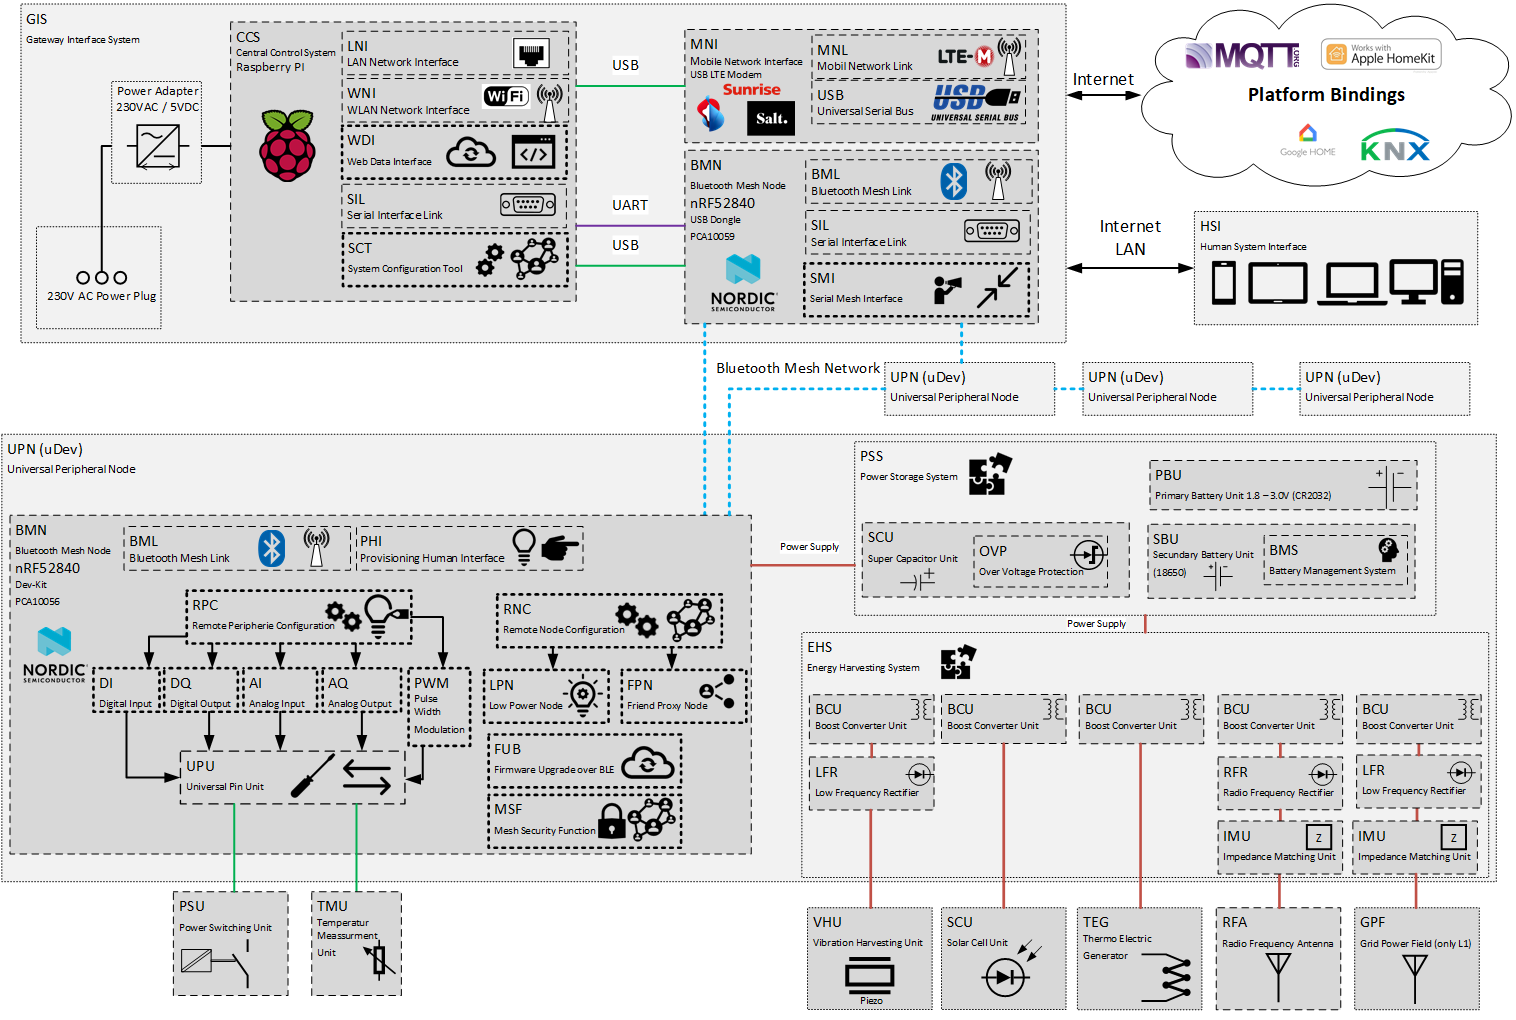 GIS
Gateway Interface System
Power Adapter
230VAC / 5VDC
230V AC Power Plug
CCS
Central Control System
Raspberry PI
LNI
LAN Network Interface
WNI
WLAN Network Interface
WiFi
WDI
Web Data Interface
SIL
Serial Interface Link
SCT
System Configuration Tool
USB
UART
USB
MNI
Mobile Network Interface
USB LTE Modem
Sunrise
Salt.
MNL
Mobil Network Link
LTE-M
USB
Universal Serial Bus
USB
UNIVERSAL SERIAL BUS
BMN
Bluetooth Mesh Node
nRF52840
USB Dongle
PCA10059
NORDIC
SEMICONDUCTOR
BML
Bluetooth Mesh Link
SIL
Serial Interface Link
SMI
Serial Mesh Interface
Internet
MQTT.ORG
Works with
Apple HomeKit
Platform Bindings
Google HOME
KNX
Internet
LAN
HSI
Human System Interface
Bluetooth Mesh Network
UPN (uDev)
Universal Peripheral Node
UPN (uDev)
Universal Peripheral Node
UPN (uDev)
Universal Peripheral Node
UPN (uDev)
Universal Peripheral Node
BMN
Bluetooth Mesh Node
nRF52840
Dev-Kit
PCA10056
NORDIC
SEMICONDUCTOR
BML
Bluetooth Mesh Link
PHI
Provisioning Human Interface
RPC
Remote Peripherie Configuration
RNC
Remote Node Configuration
DI
Digital Input
DQ
Digital Output
AI
Analog Input
AQ
Analog Output
PWM
Pulse
Width
Modulation
LPN
Low Power Node
FPN
Friend Proxy Node
UPU
Universal Pin Unit
FUB
Firmware Upgrade over BLE
MSF
Mesh Security Function
PSU
Power Switching Unit
TMU
Temperatur
Meassurment
Unit
Power Supply
PSS
Power Storage System
PBU
Primary Battery Unit 1.8 – 3.0V (CR2032)
SCU
Super Capacitor Unit
OVP
Over Voltage Protection
SBU
Secundary Battery Unit
(18650)
BMS
Battery Management System
Power Supply
EHS
Energy Harvesting System
BCU
Boost Converter Unit
BCU
Boost Converter Unit
BCU
Boost Converter Unit
BCU
Boost Converter Unit
BCU
Boost Converter Unit
LFR
Low Frequency Rectifier
RFR
Radio Frequency Rectifier
LFR
Low Frequency Rectifier
IMU
Z
Impedance Matching Unit
IMU
Z
Impedance Matching Unit
VHU
Vibration Harvesting Unit
Piezo
SCU
Solar Cell Unit
TEG
Thermo Electric
Generator
RFA
Radio Frequency Antenna
GPF
Grid Power Field (only L1)